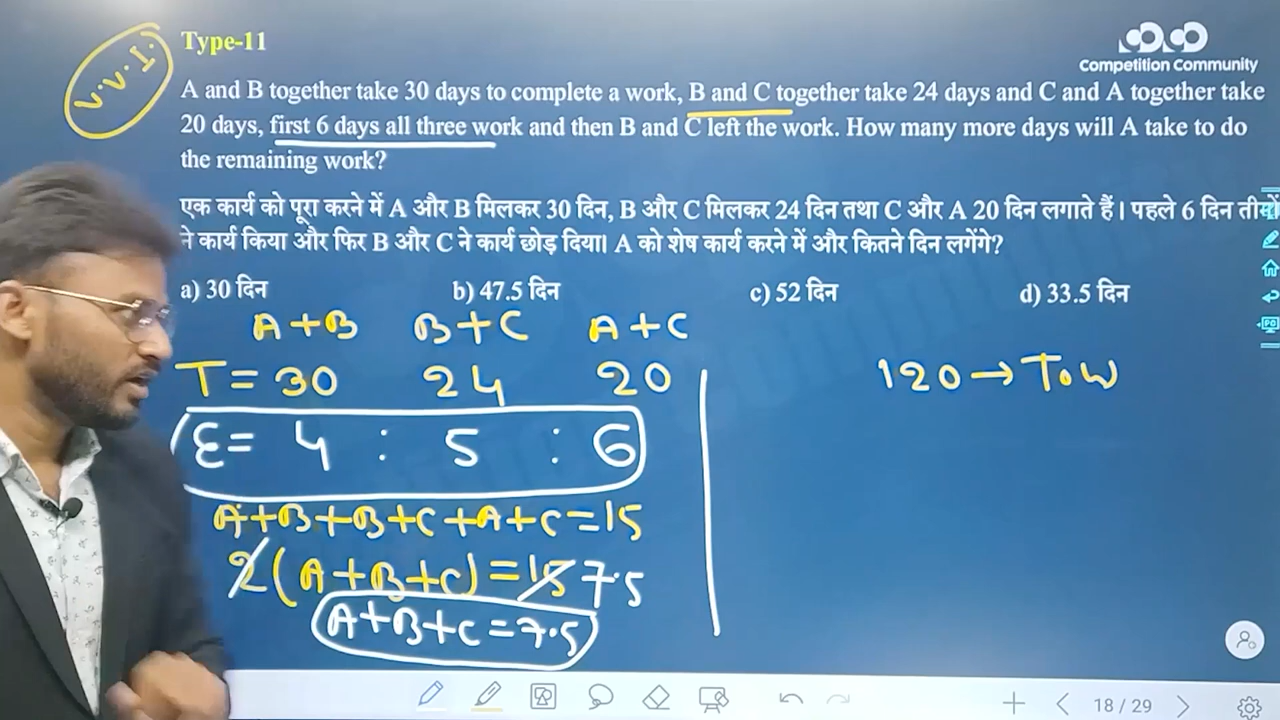 V.V.I.
Type-11
Competition Community
A and B together take 30 days to complete a work, B and C together take 24 days and C and A together take
20 days, first 6 days all three work and then B and C left the work. How many more days will A take to do
the remaining work?
एक कार्य को पूरा करने में A और B मिलकर 30 दिन, B और C मिलकर 24 दिन तथा C और A 20 दिन लगाते हैं। पहले 6 दिन तीनों
ने कार्य किया और फिर B और C ने कार्य छोड़ दिया। A को शेष कार्य करने में और कितने दिन लगेंगे?
a) 30 दिन b) 47.5 दिन c) 52 दिन d) 33.5 दिन
A+B B+C A+C
T = 30 24 20
120 → T.W
E = 4 : 5 : 6
A+B+B+C+A+C=15
2(A+B+C)=15 7.5
A+B+C=7.5
18 / 29